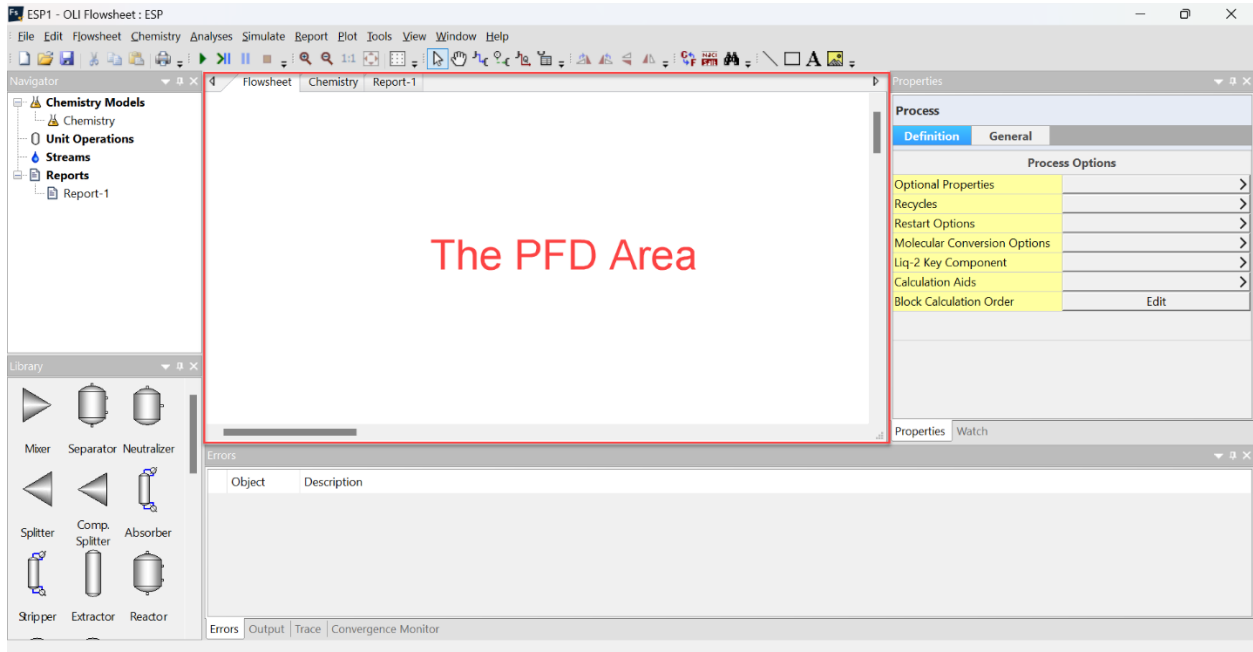 ESP1 - OLI Flowsheet : ESP
File Edit Flowsheet Chemistry Analyses Simulate Report Plot Tools View Window Help
1:1
Navigator
Chemistry Models
Chemistry
Unit Operations
Streams
Reports
Report-1
Flowsheet Chemistry Report-1
The PFD Area
Properties
Process
Definition General
Process Options
Optional Properties
Recycles
Restart Options
Molecular Conversion Options
Liq-2 Key Component
Calculation Aids
Block Calculation Order Edit
Properties Watch
Library
Mixer Separator Neutralizer
Splitter Comp. Splitter Absorber
Stripper Extractor Reactor
Errors
Object Description
Errors Output Trace Convergence Monitor